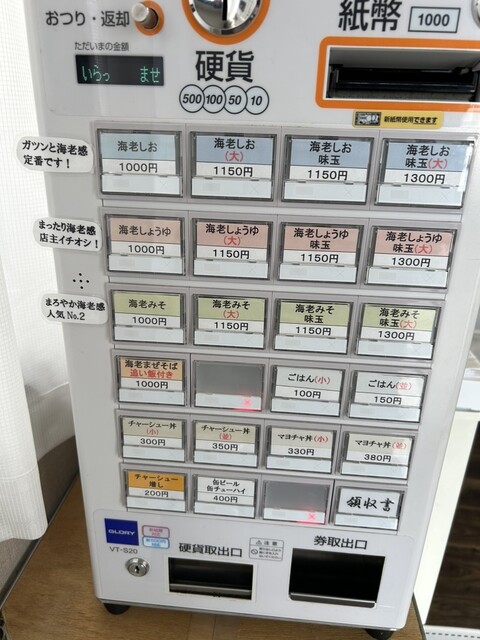 おつり・返却
ただいまの金額
いらっ ませ
硬貨
500 100 50 10
紙幣 1000
新紙幣使用できます
ガツンと海老感
定番です!
海老しお
1000円
海老しお
(大)
1150円
海老しお
味玉
1150円
海老しお
味玉(大)
1300円
まったり海老感
店主イチオシ!
海老しょうゆ
1000円
海老しょうゆ
(大)
1150円
海老しょうゆ
味玉
1150円
海老しょうゆ
味玉(大)
1300円
まろやか海老感
人気No.2
海老みそ
1000円
海老みそ
(大)
1150円
海老みそ
味玉
1150円
海老みそ
味玉(大)
1300円
海老まぜそば
追い飯付き
1000円
ごはん(小)
100円
ごはん(並)
150円
チャーシュー丼
(小)
300円
チャーシュー丼
(並)
350円
マヨチャ丼(小)
330円
マヨチャ丼(並)
380円
チャーシュー
増し
200円
缶ビール
缶チューハイ
400円
領収書
GLORY
VT-S20
硬貨取出口
注意
券取出口